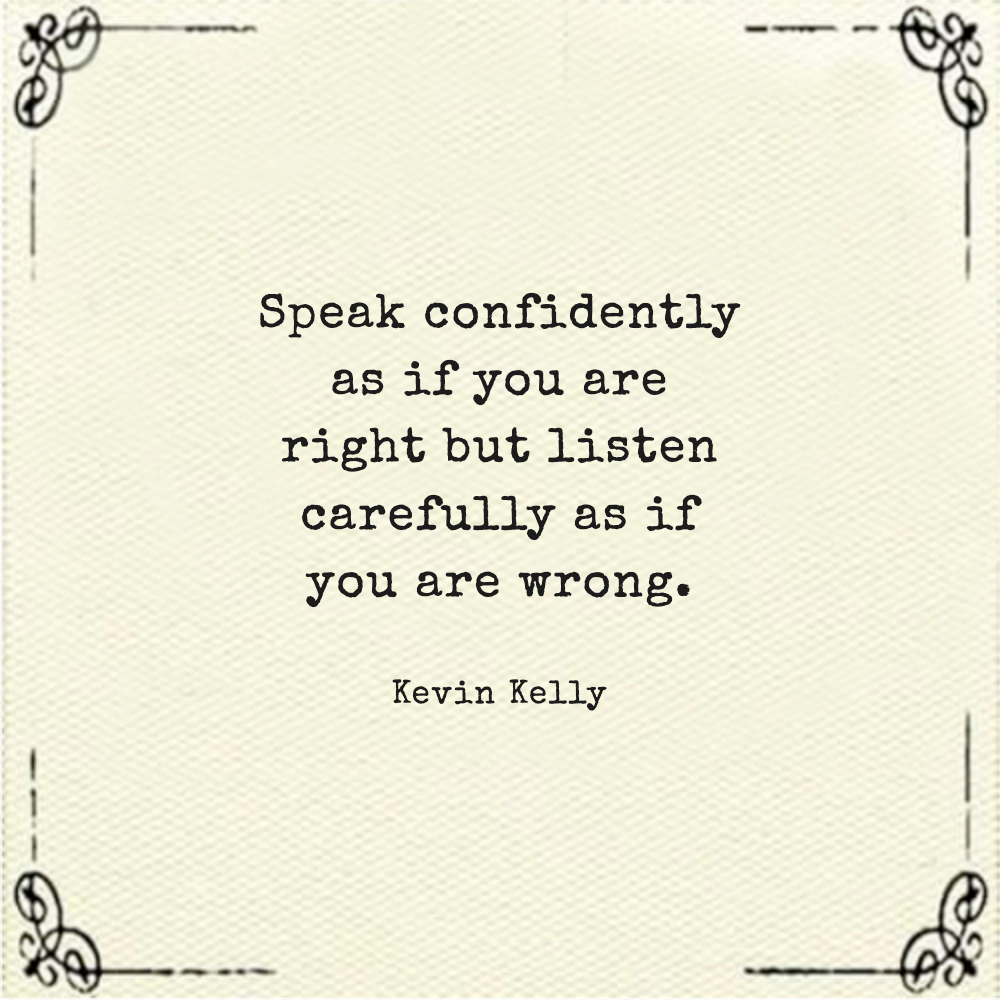 Speak confidently
as if you are
right but listen
carefully as if
you are wrong.
Kevin Kelly